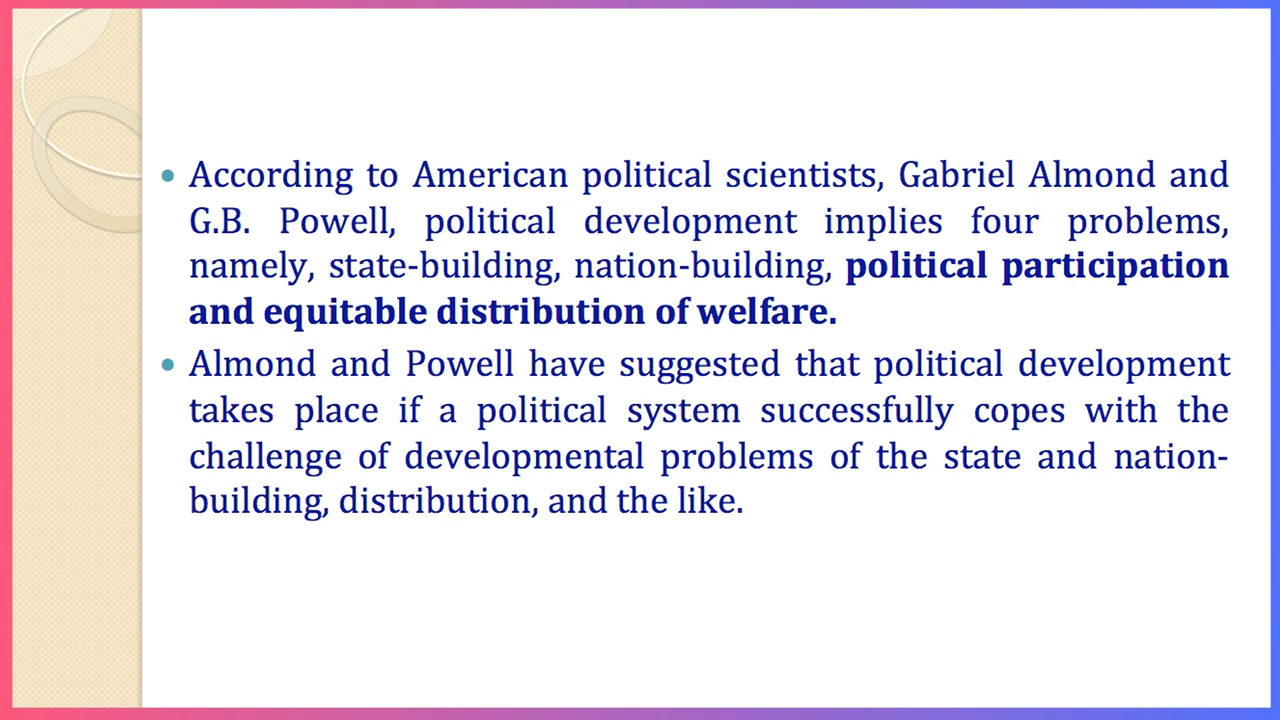 • According to American political scientists, Gabriel Almond and
G.B. Powell, political development implies four problems,
namely, state-building, nation-building, political participation
and equitable distribution of welfare.
• Almond and Powell have suggested that political development
takes place if a political system successfully copes with the
challenge of developmental problems of the state and nation-
building, distribution, and the like.